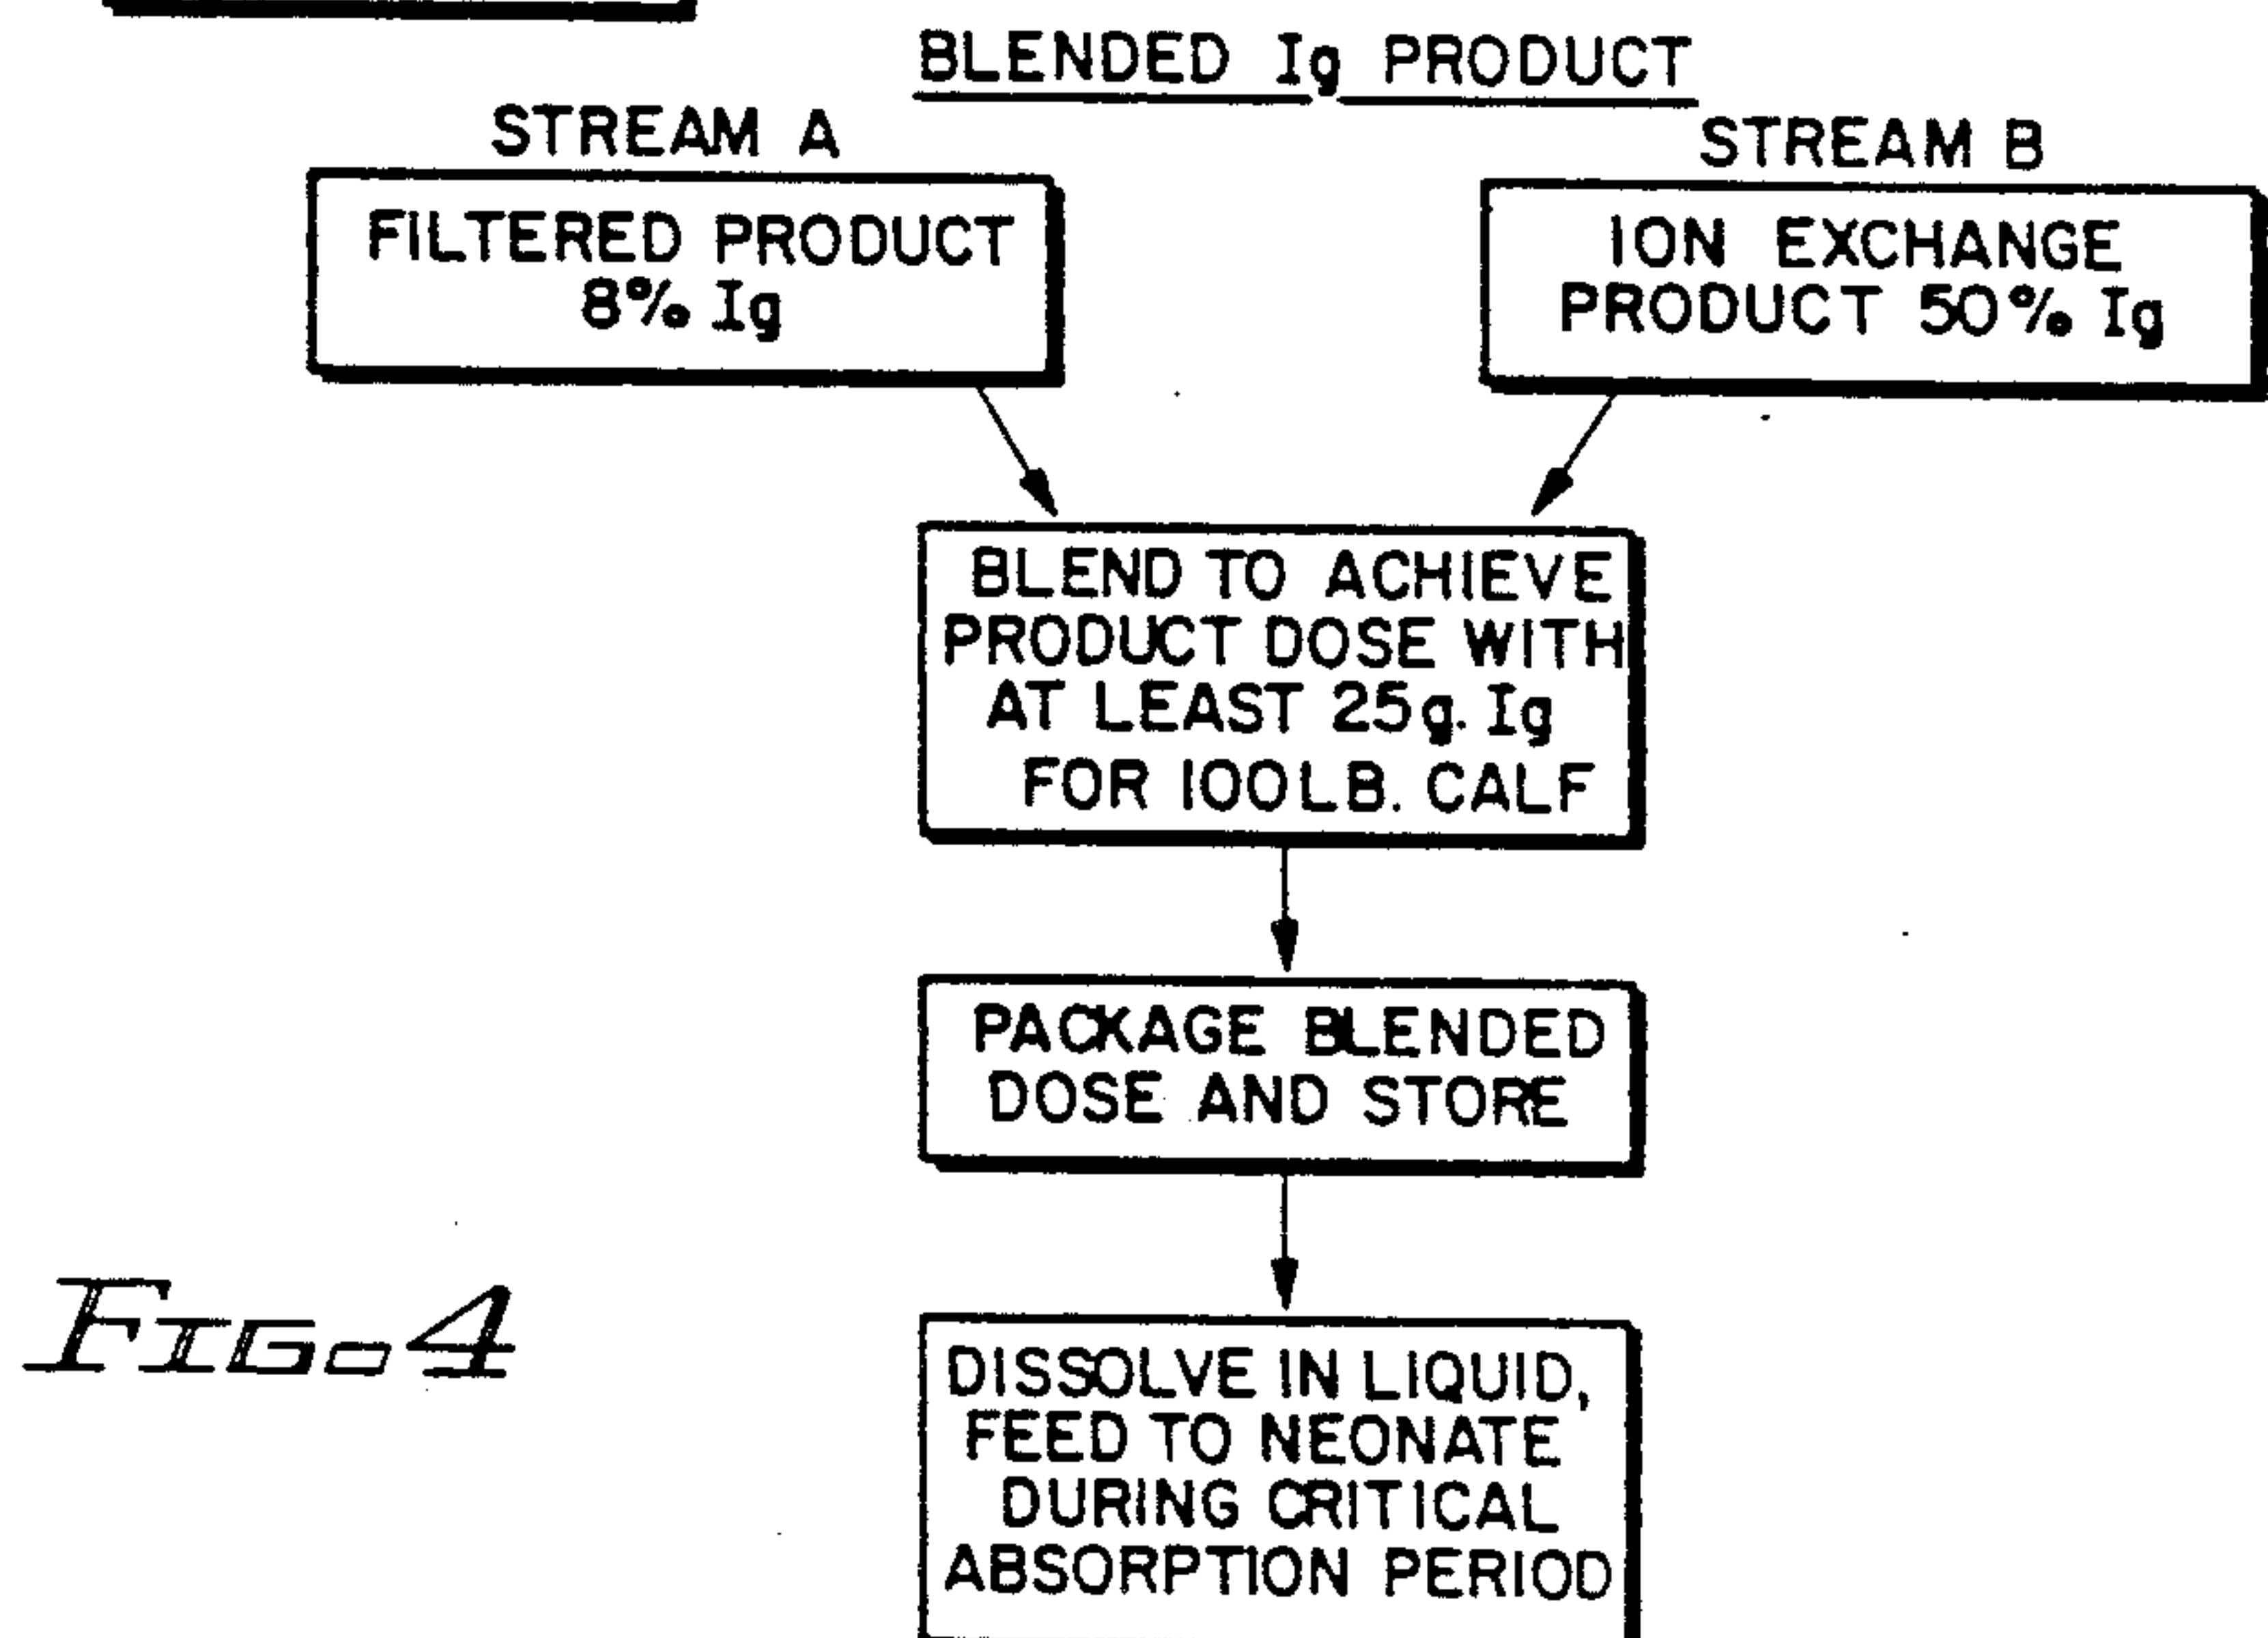 BLENDED Ig PRODUCT
STREAM A
STREAM B
FILTERED PRODUCT
8% Ig
ION EXCHANGE
PRODUCT 50% Ig
BLEND TO ACHIEVE
PRODUCT DOSE WITH
AT LEAST 25g. Ig
FOR 100LB. CALF
PACKAGE BLENDED
DOSE AND STORE
DISSOLVE IN LIQUID,
FEED TO NEONATE
DURING CRITICAL
ABSORPTION PERIOD
FIG. 4